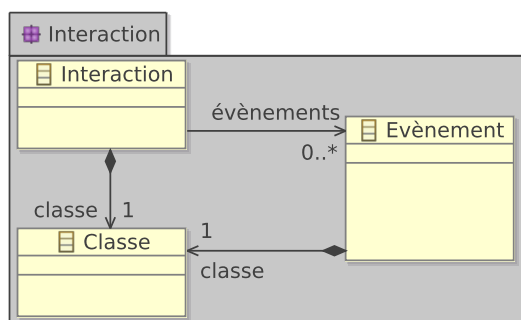 Interaction
Interaction
évènements
Evènement
0..*
classe 1
1
Classe
classe